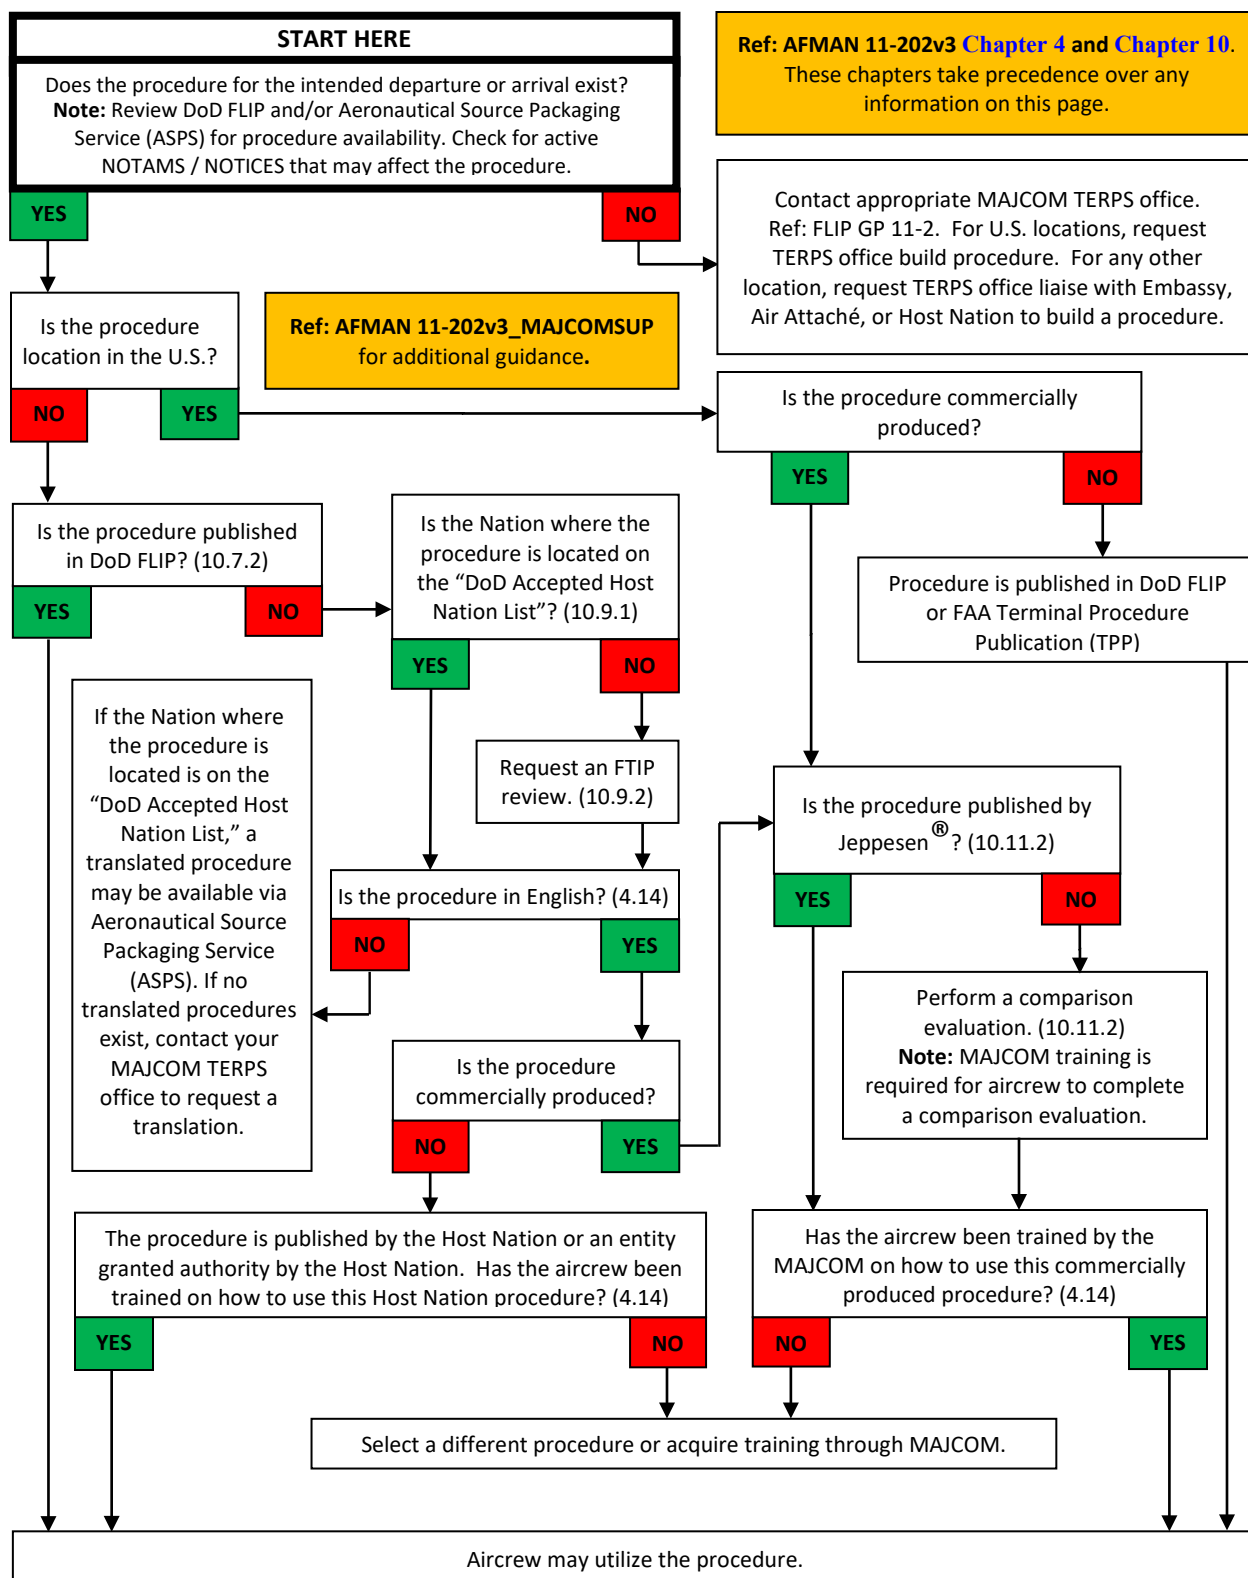 START HERE
Does the procedure for the intended departure or arrival exist?
Note: Review DoD FLIP and/or Aeronautical Source Packaging
Service (ASPS) for procedure availability. Check for active
NOTAMS / NOTICES that may affect the procedure.
YES
NO
Ref: AFMAN 11-202v3 Chapter 4 and Chapter 10.
These chapters take precedence over any
information on this page.
Contact appropriate MAJCOM TERPS office.
Ref: FLIP GP 11-2. For U.S. locations, request
TERPS office build procedure. For any other
location, request TERPS office liaise with Embassy,
Air Attaché, or Host Nation to build a procedure.
Is the procedure
location in the U.S.?
NO
YES
Ref: AFMAN 11-202v3_MAJCOMSUP
for additional guidance.
Is the procedure commercially
produced?
YES
NO
Is the procedure published
in DoD FLIP? (10.7.2)
YES
NO
Is the Nation where the
procedure is located on
the “DoD Accepted Host
Nation List”? (10.9.1)
YES
NO
Procedure is published in DoD FLIP
or FAA Terminal Procedure
Publication (TPP)
If the Nation where
the procedure is
located is on the
“DoD Accepted Host
Nation List,” a
translated procedure
may be available via
Aeronautical Source
Packaging Service
(ASPS). If no
translated procedures
exist, contact your
MAJCOM TERPS
office to request a
translation.
Request an FTIP
review. (10.9.2)
Is the procedure published by
Jeppesen®? (10.11.2)
YES
NO
Is the procedure in English? (4.14)
NO
YES
Perform a comparison
evaluation. (10.11.2)
Note: MAJCOM training is
required for aircrew to complete
a comparison evaluation.
Is the procedure
commercially produced?
NO
YES
The procedure is published by the Host Nation or an entity
granted authority by the Host Nation. Has the aircrew been
trained on how to use this Host Nation procedure? (4.14)
YES
NO
Has the aircrew been trained by the
MAJCOM on how to use this commercially
produced procedure? (4.14)
NO
YES
Select a different procedure or acquire training through MAJCOM.
Aircrew may utilize the procedure.